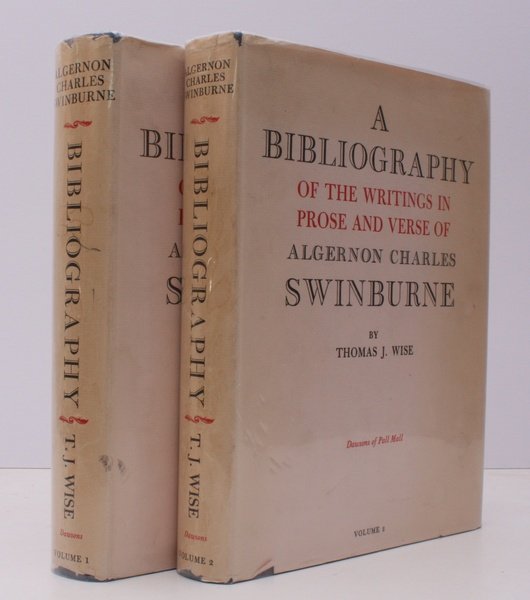 ALGERNON
CHARLES
SWINBURNE
BIBLIOGRAPHY
T. J. WISE
Dawsons
VOLUME 1
ALGERNON
CHARLES
SWINBURNE
BIBLIOGRAPHY
T. J. WISE
Dawsons
VOLUME 2
A
BIBLIOGRAPHY
OF THE WRITINGS IN
PROSE AND VERSE OF
ALGERNON CHARLES
SWINBURNE
BY
THOMAS J. WISE
Dawsons of Pall Mall
VOLUME 2